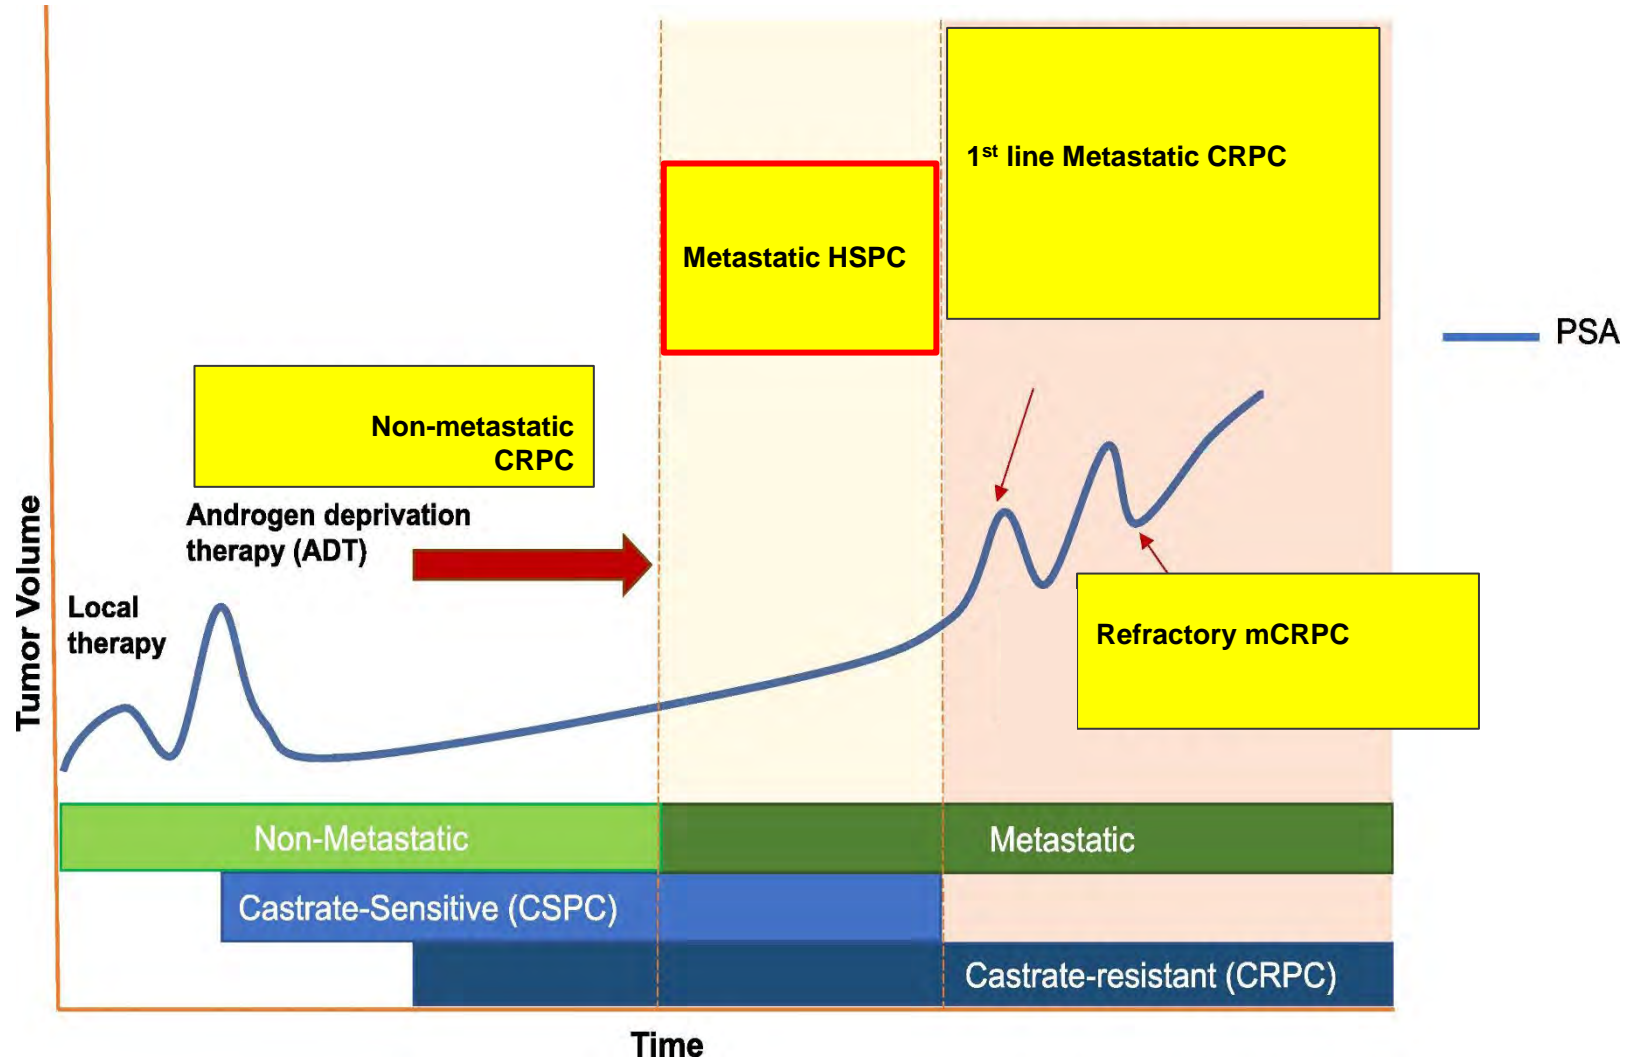 1st line Metastatic CRPC
Metastatic HSPC
PSA
Non-metastatic
CRPC
Androgen deprivation
therapy (ADT)
Local
therapy
Refractory mCRPC
Tumor Volume
Non-Metastatic
Metastatic
Castrate-Sensitive (CSPC)
Castrate-resistant (CRPC)
Time